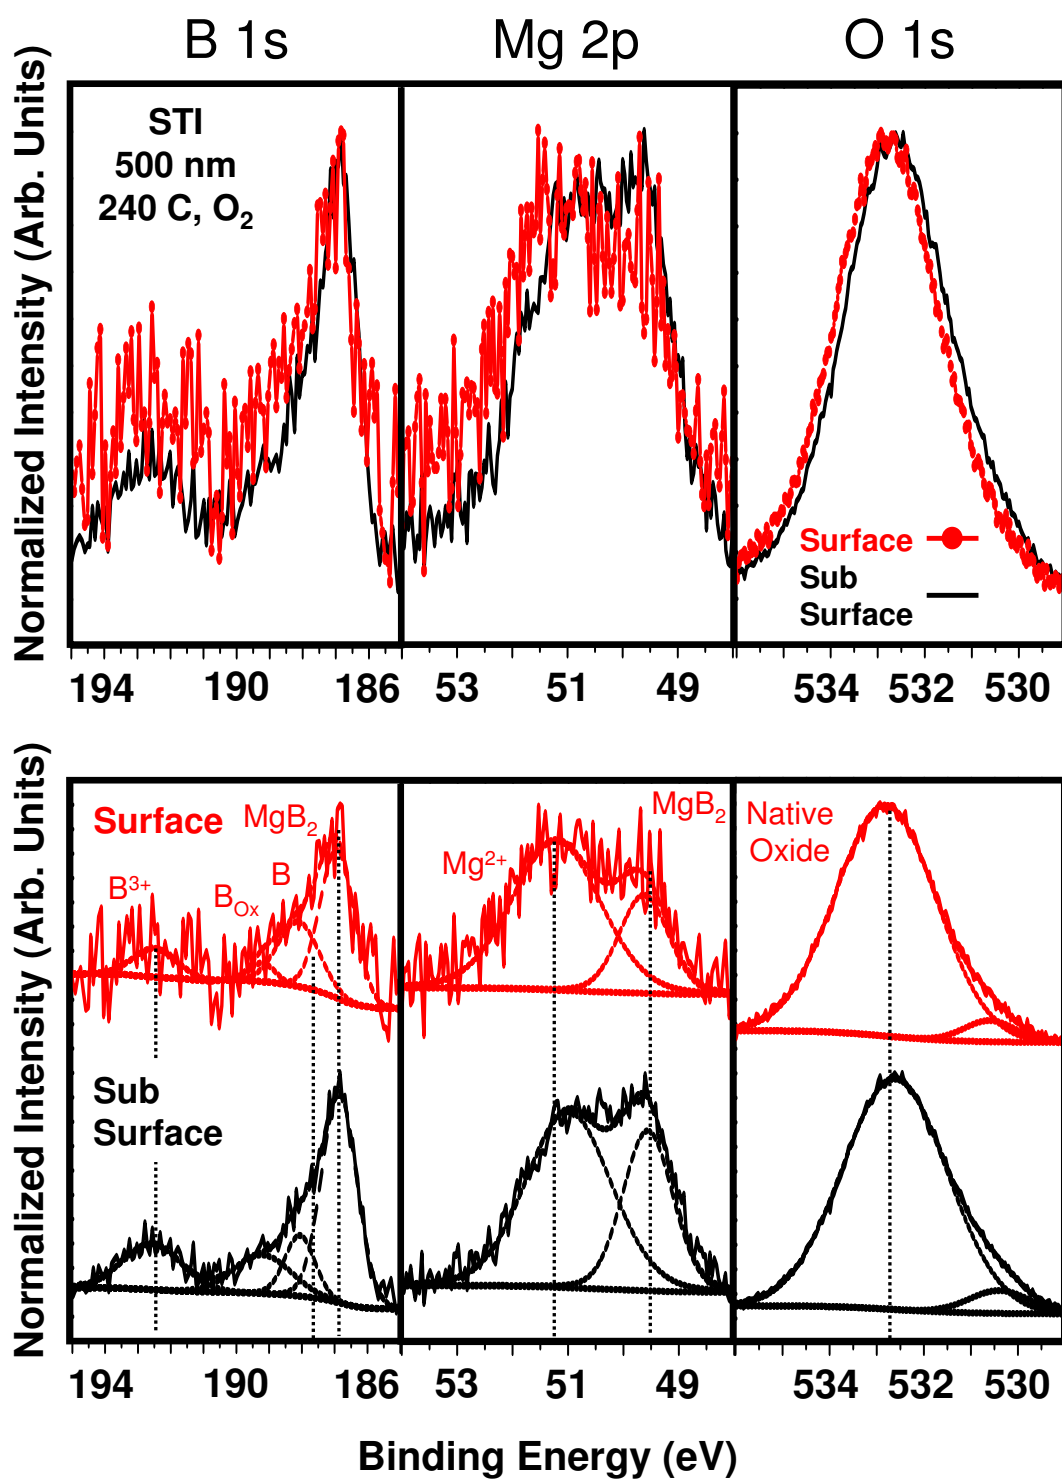 B 1s
Mg 2p
O 1s
Normalized Intensity (Arb. Units)
STI
500 nm
240 C, O₂
Surface
Sub
Surface
194 190 186 53 51 49 534 532 530
Normalized Intensity (Arb. Units)
Surface
MgB₂
B³⁺
B_Ox
B
Mg²⁺
MgB₂
Native
Oxide
Sub
Surface
194 190 186 53 51 49 534 532 530
Binding Energy (eV)